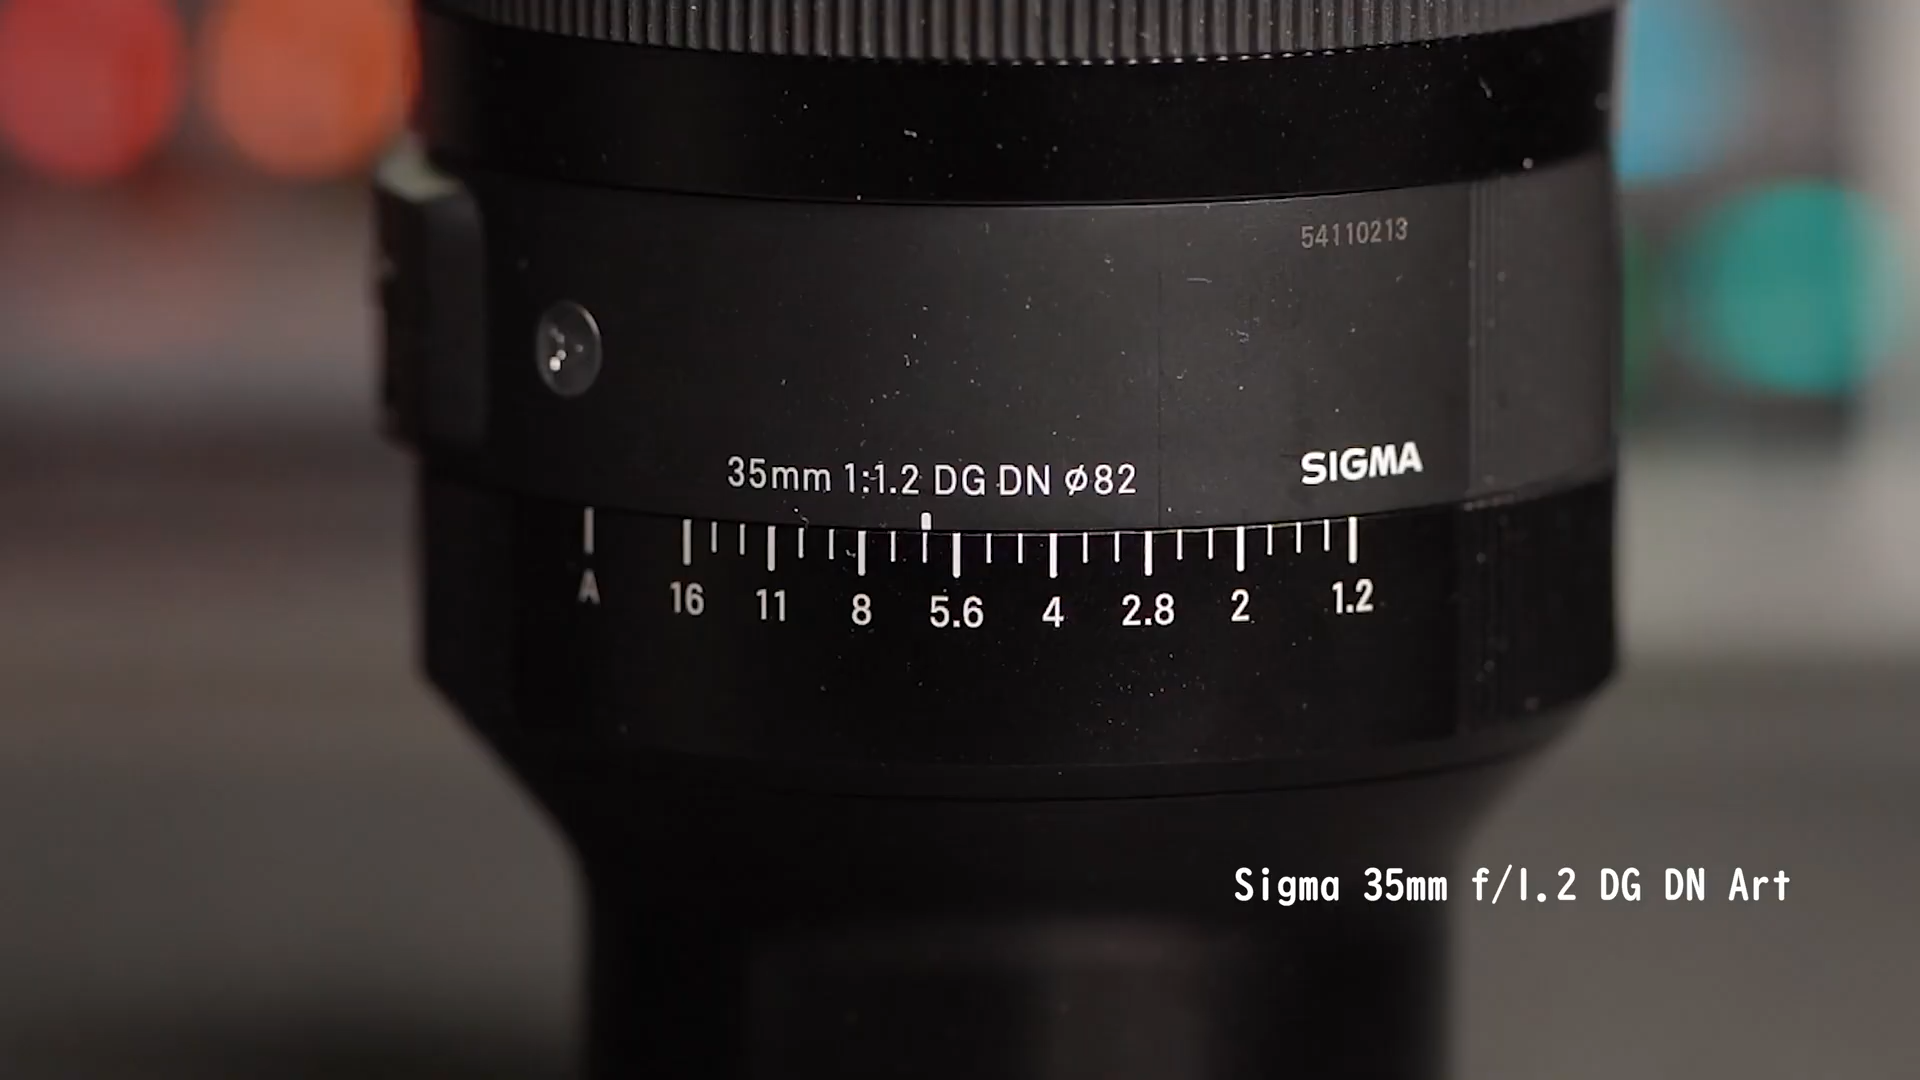 54110213
35mm 1:1.2 DG DN ⌀82
SIGMA
A 16 11 8 5.6 4 2.8 2 1.2
Sigma 35mm f/1.2 DG DN Art